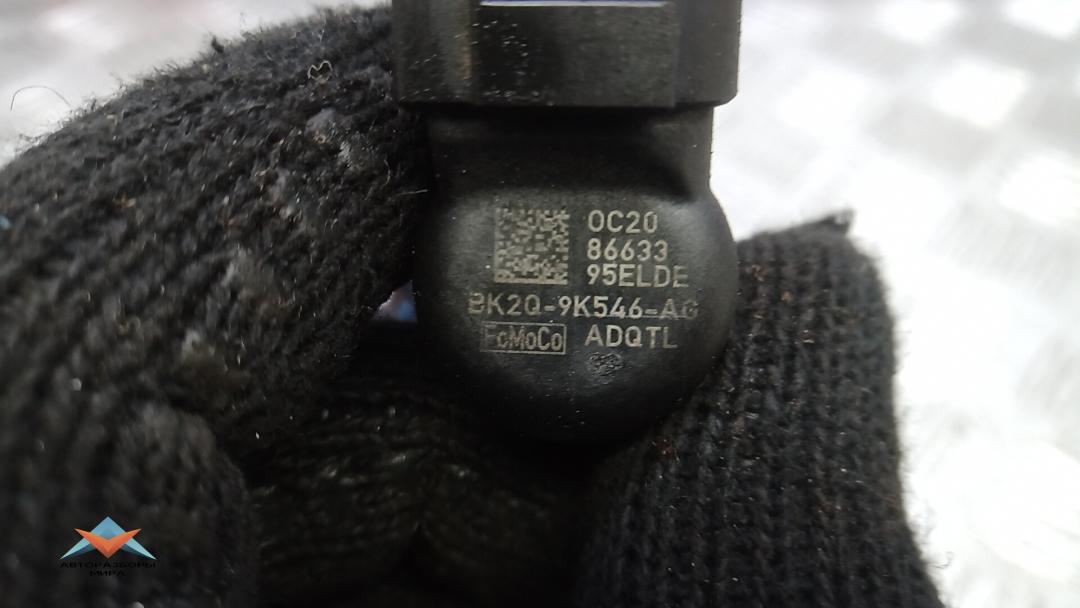 0C20
86633
95ELDE
BK2Q-9K546-AG
FoMoCo ADQTL
АВТОРАЗБОРЫ
МИРА